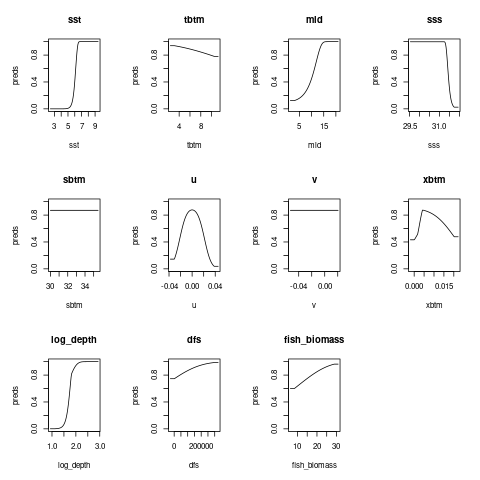 sst
preds
0.0 0.4 0.8
3 5 7 9
sst
tbtm
preds
0.0 0.4 0.8
4 8
tbtm
mld
preds
0.0 0.4 0.8
5 15
mld
sss
preds
0.0 0.4 0.8
29.5 31.0
sss
sbtm
preds
0.0 0.4 0.8
30 32 34
sbtm
u
preds
0.0 0.4 0.8
-0.04 0.00 0.04
u
v
preds
0.0 0.4 0.8
-0.04 0.00
v
xbtm
preds
0.0 0.4 0.8
0.000 0.015
xbtm
log_depth
preds
0.0 0.4 0.8
1.0 2.0 3.0
log_depth
dfs
preds
0.0 0.4 0.8
0 200000
dfs
fish_biomass
preds
0.0 0.4 0.8
10 20 30
fish_biomass